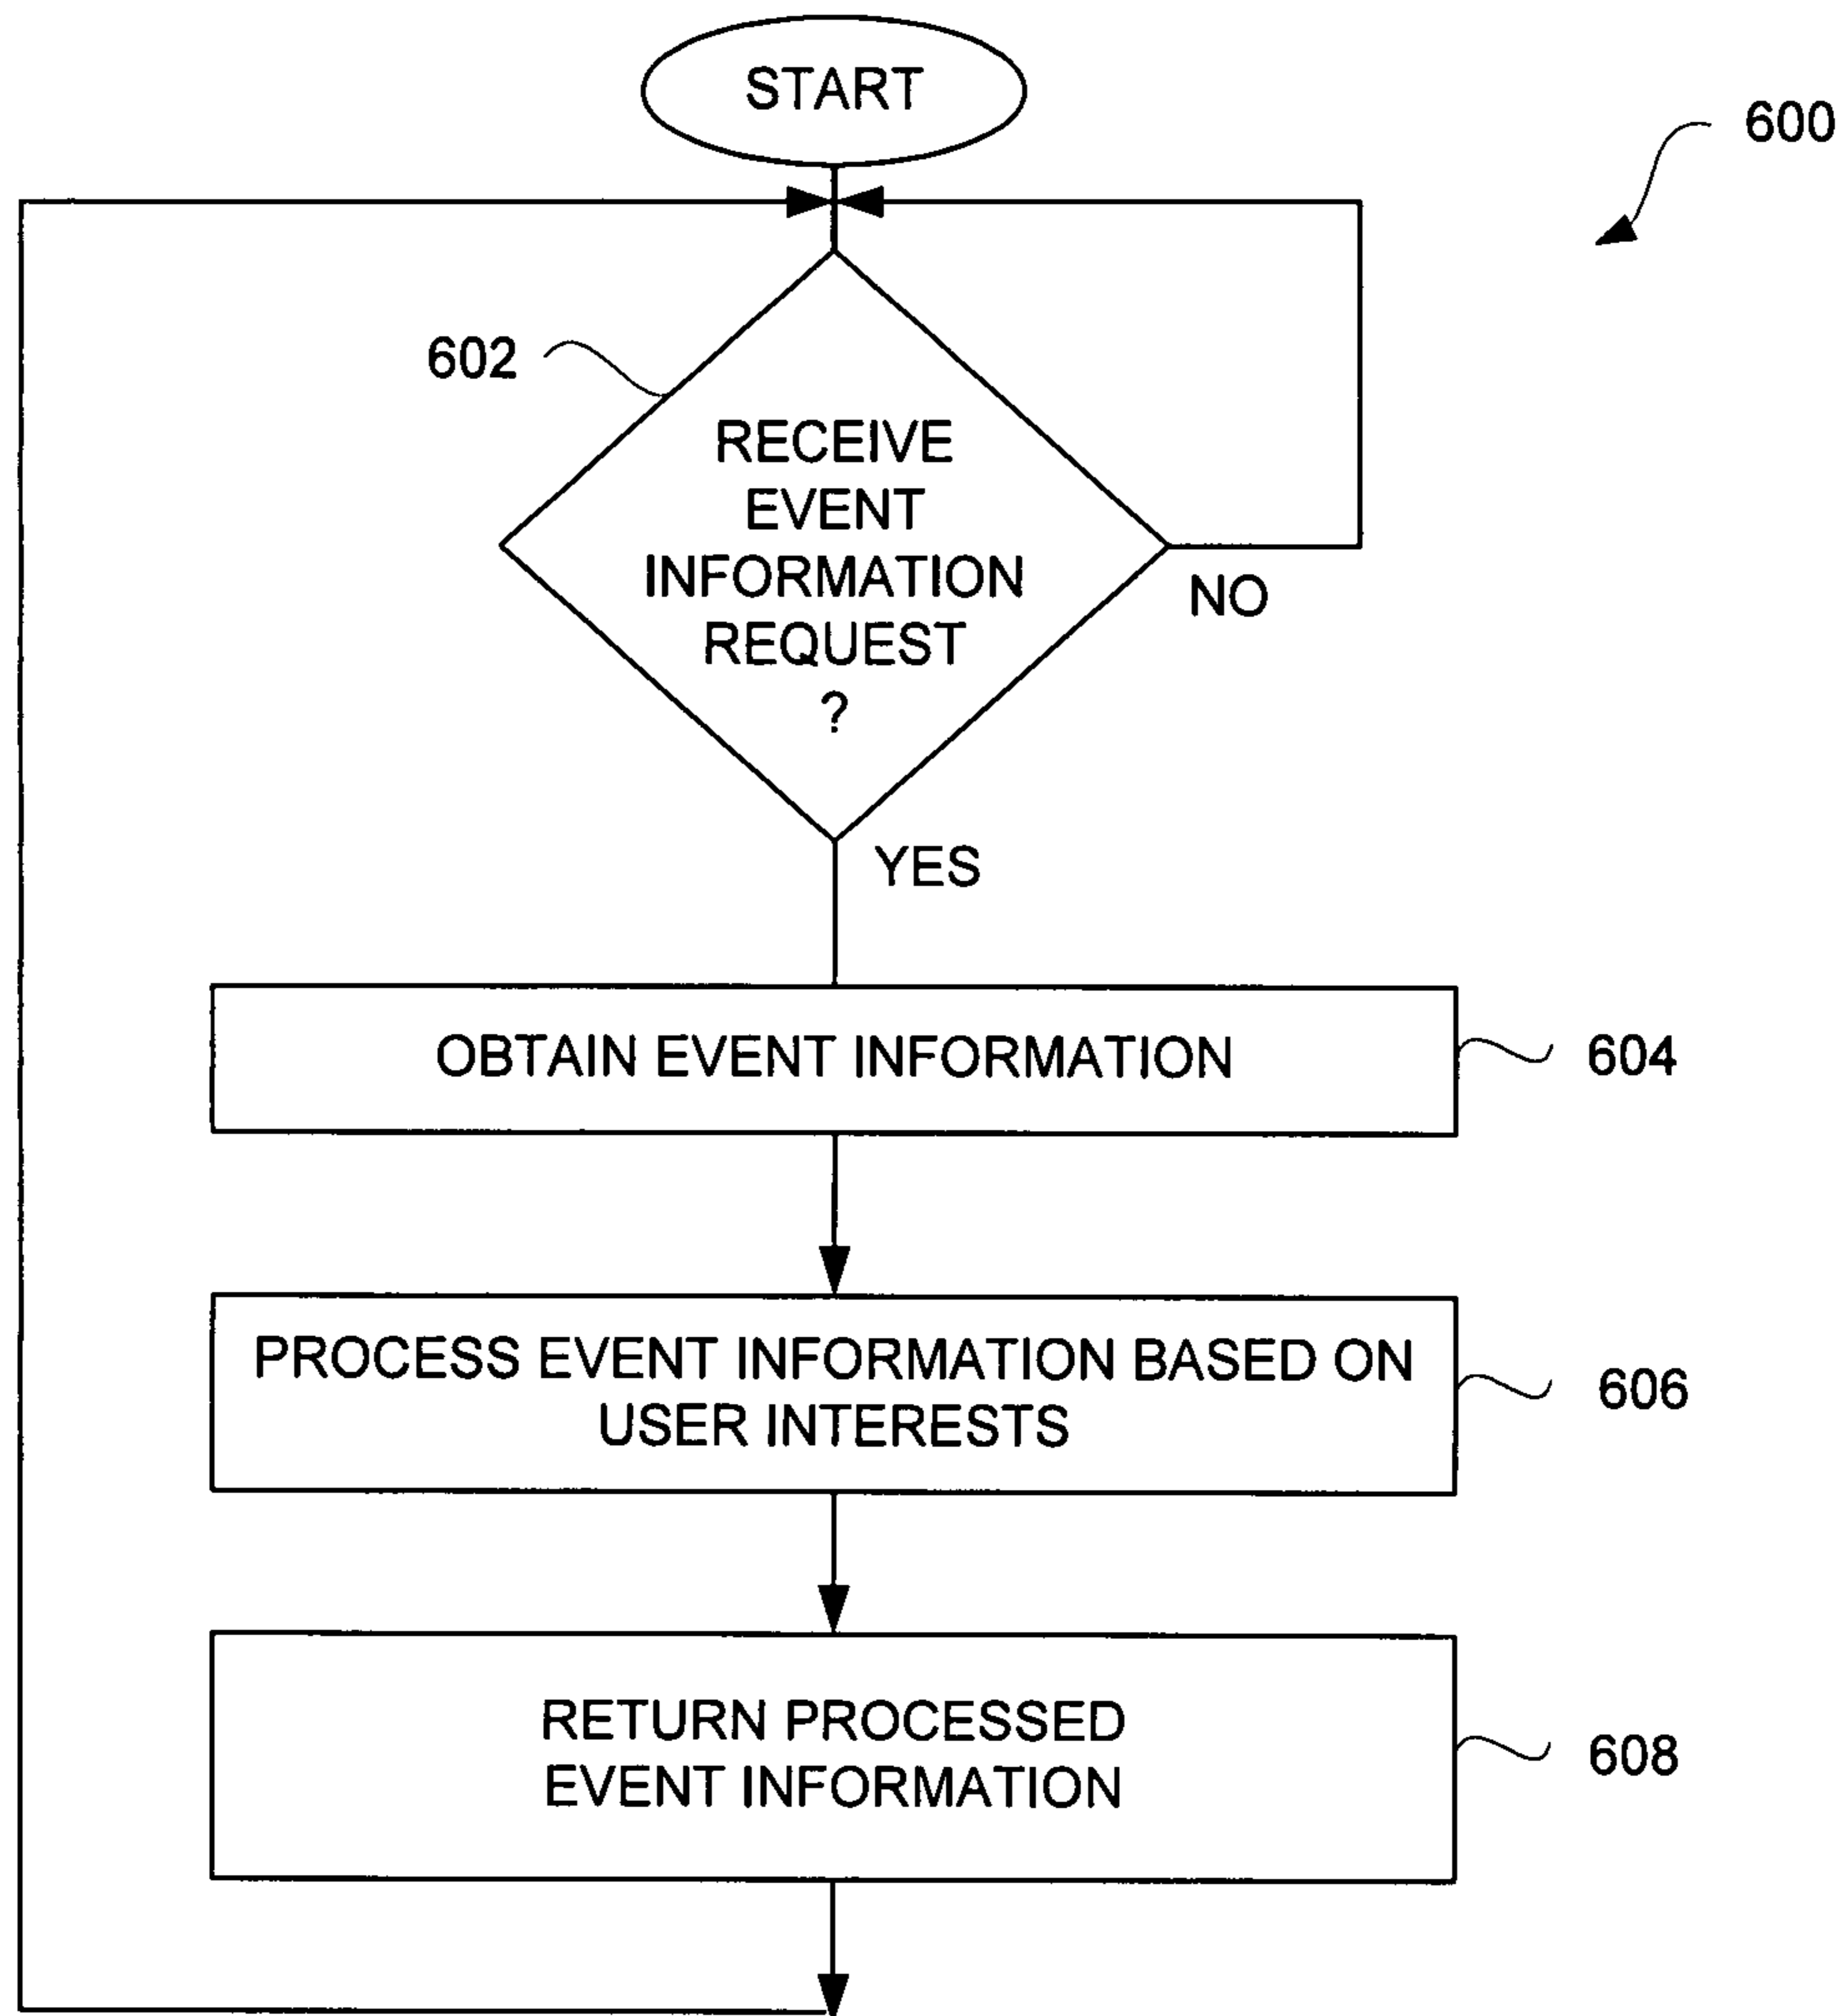 START
600
602
RECEIVE
EVENT
INFORMATION
REQUEST
?
NO
YES
OBTAIN EVENT INFORMATION
604
PROCESS EVENT INFORMATION BASED ON
USER INTERESTS
606
RETURN PROCESSED
EVENT INFORMATION
608